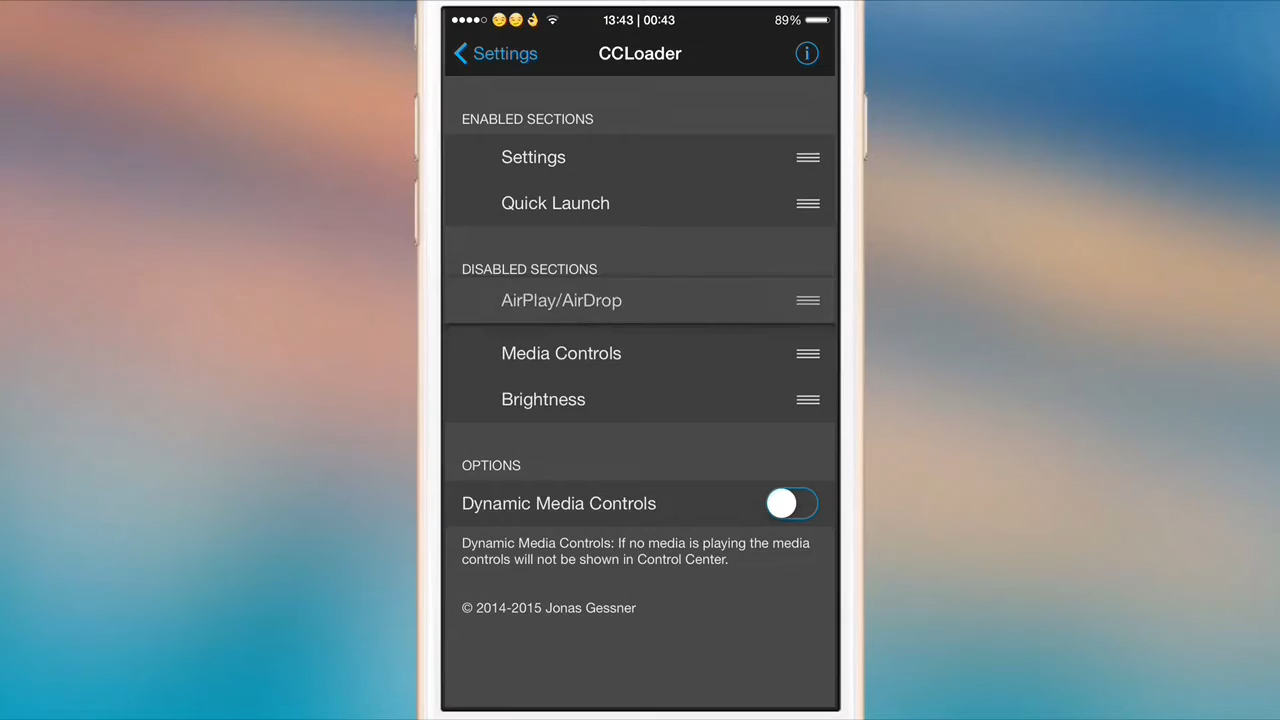 😏😏👌 13:43 | 00:43 89%
Settings CCLoader i
ENABLED SECTIONS
Settings
Quick Launch
DISABLED SECTIONS
AirPlay/AirDrop
Media Controls
Brightness
OPTIONS
Dynamic Media Controls
Dynamic Media Controls: If no media is playing the media
controls will not be shown in Control Center.
© 2014-2015 Jonas Gessner